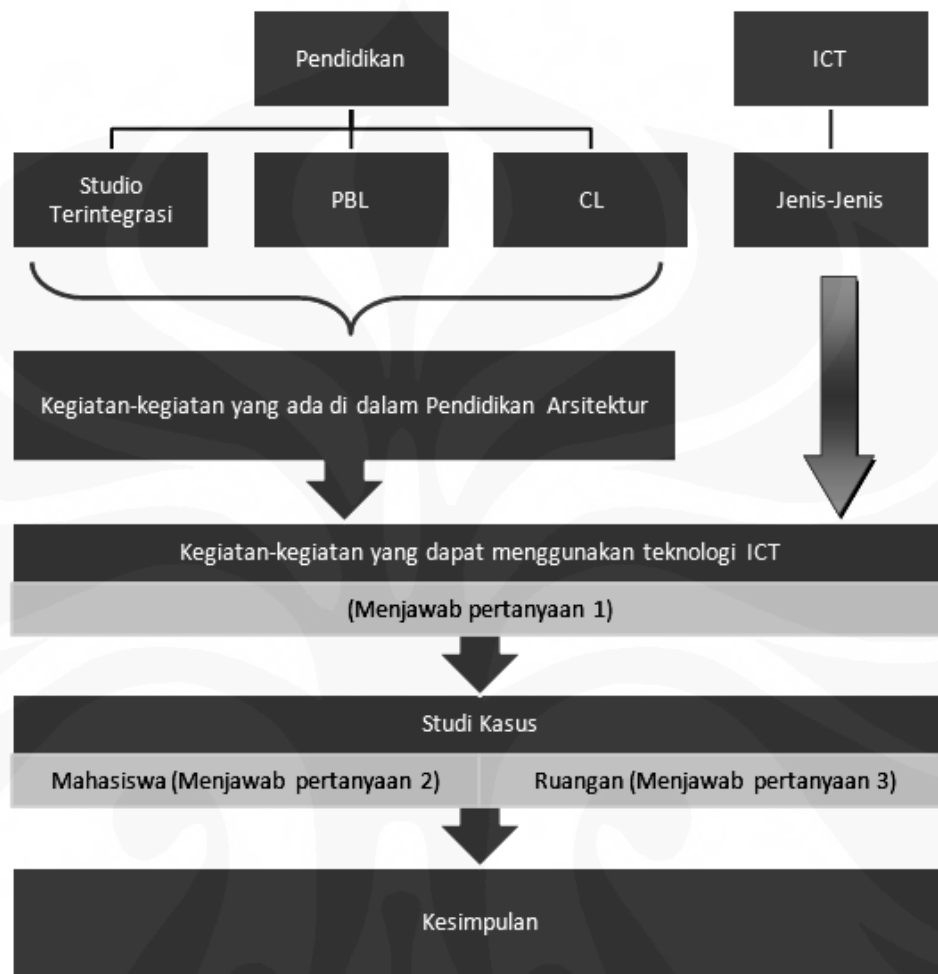 Pendidikan
ICT
Studio
Terintegrasi
PBL
CL
Jenis-Jenis
Kegiatan-kegiatan yang ada di dalam Pendidikan Arsitektur
Kegiatan-kegiatan yang dapat menggunakan teknologi ICT
(Menjawab pertanyaan 1)
Studi Kasus
Mahasiswa (Menjawab pertanyaan 2)
Ruangan (Menjawab pertanyaan 3)
Kesimpulan